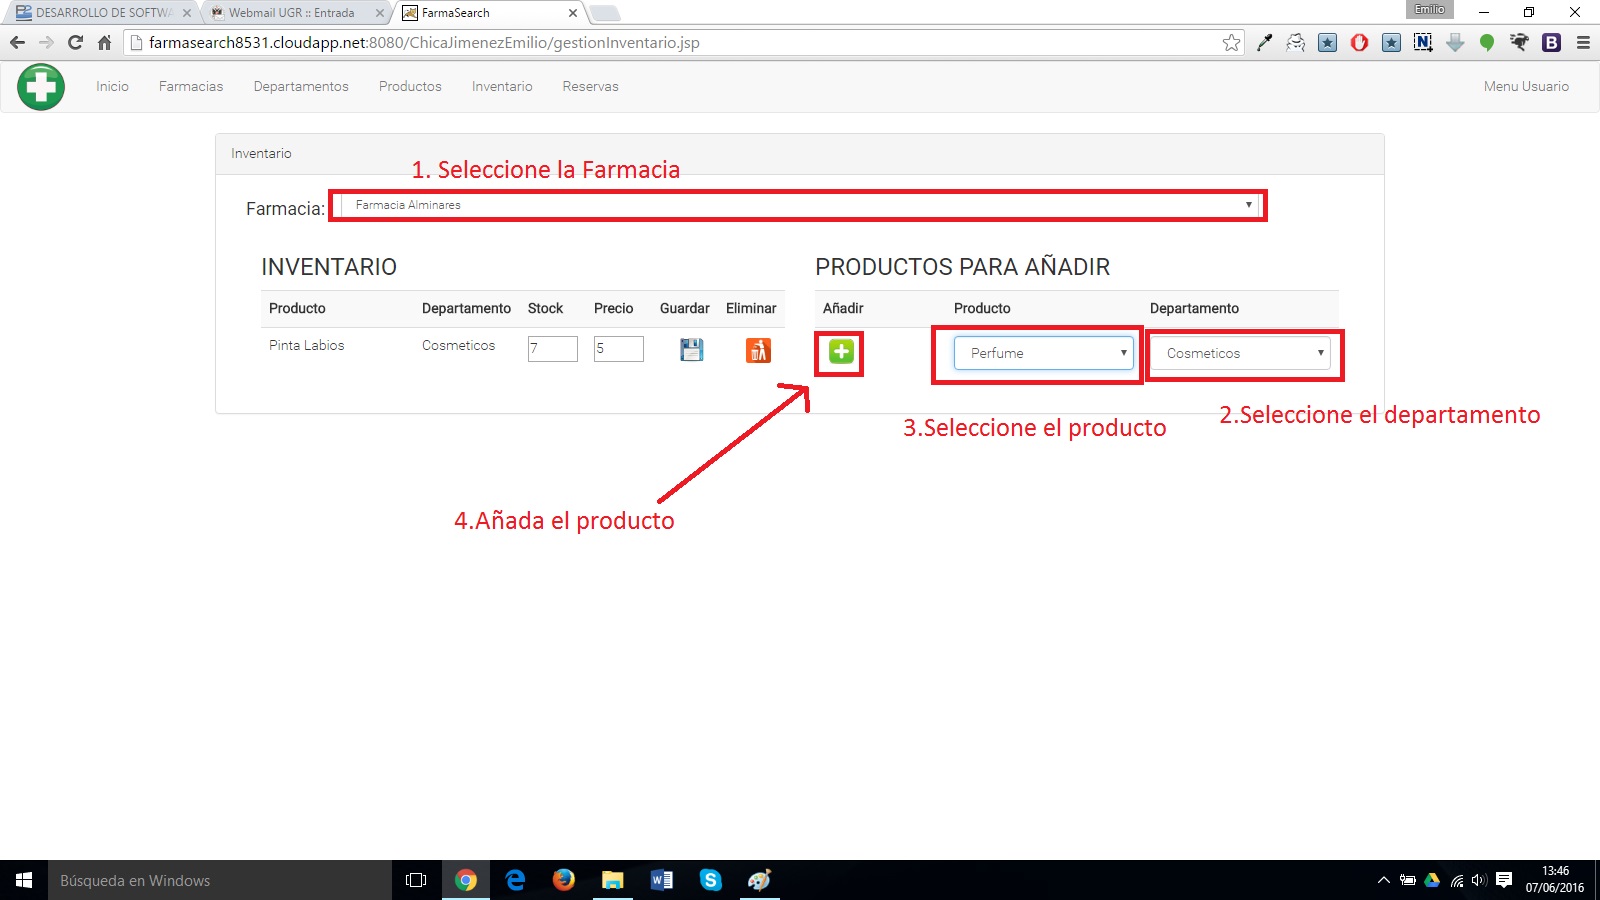 DESARROLLO DE SOFTWA
Webmail UGR :: Entrada
FarmaSearch
Emilio
farmasearch8531.cloudapp.net:8080/ChicaJimenezEmilio/gestionInventario.jsp
Inicio
Farmacias
Departamentos
Productos
Inventario
Reservas
Menu Usuario
Inventario
1. Seleccione la Farmacia
Farmacia:
Farmacia Alminares
INVENTARIO
PRODUCTOS PARA AÑADIR
Producto Departamento Stock Precio Guardar Eliminar
Añadir Producto Departamento
Pinta Labios Cosmeticos 7 5
Perfume
Cosmeticos
2.Seleccione el departamento
3.Seleccione el producto
4.Añada el producto
Búsqueda en Windows
13:46
07/06/2016